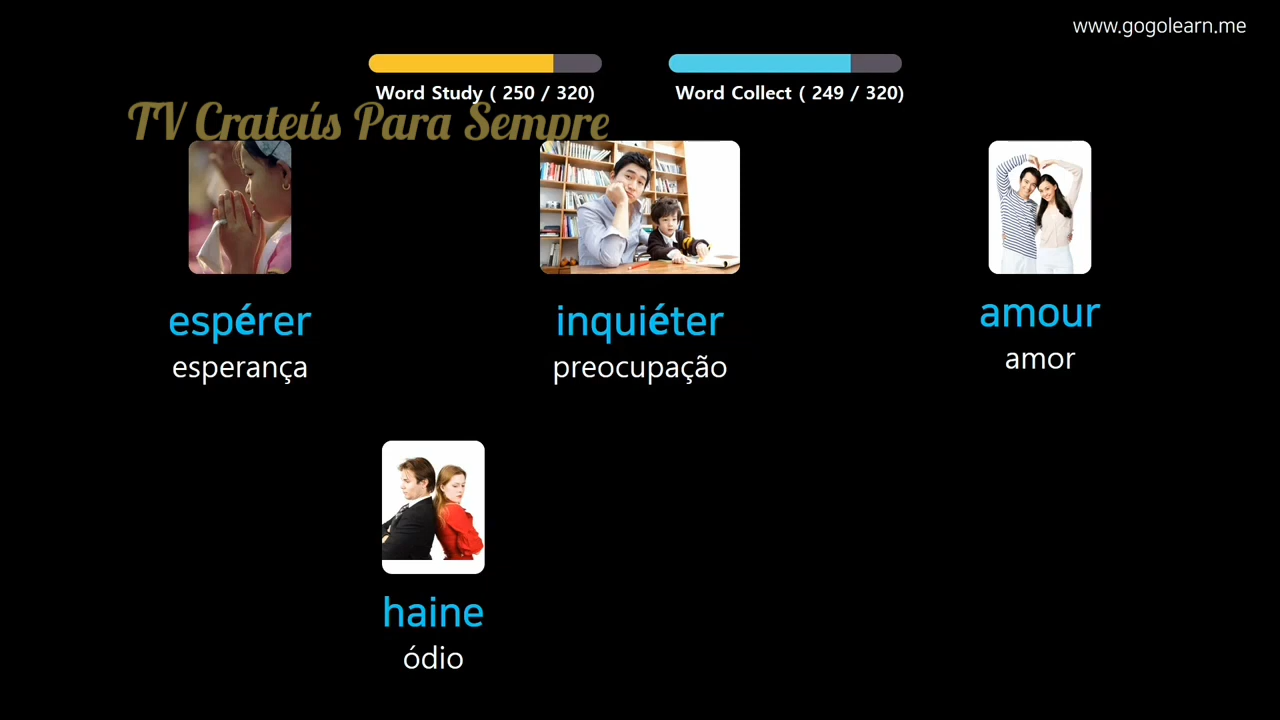 www.gogolearn.me
Word Study ( 250 / 320)
Word Collect ( 249 / 320)
TV Crateús Para Sempre
espérer
esperança
inquiéter
preocupação
amour
amor
haine
ódio